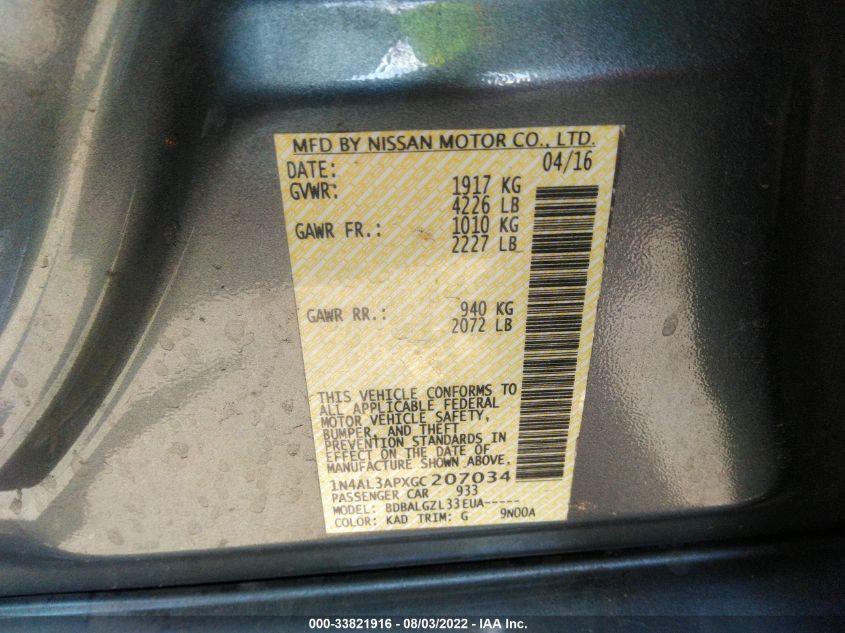 MFD BY NISSAN MOTOR CO., LTD.
DATE: 04/16
GVWR: 1917 KG
4226 LB
GAWR FR.: 1010 KG
2227 LB
GAWR RR.: 940 KG
2072 LB
THIS VEHICLE CONFORMS TO
ALL APPLICABLE FEDERAL
MOTOR VEHICLE SAFETY,
BUMPER, AND THEFT
PREVENTION STANDARDS IN
EFFECT ON THE DATE OF
MANUFACTURE SHOWN ABOVE.
1N4AL3APXGC207034
PASSENGER CAR 933
MODEL: BDBALGZL33EUA-----
COLOR: KAD TRIM: G 9N00A
000-33821916 - 08/03/2022 - IAA Inc.